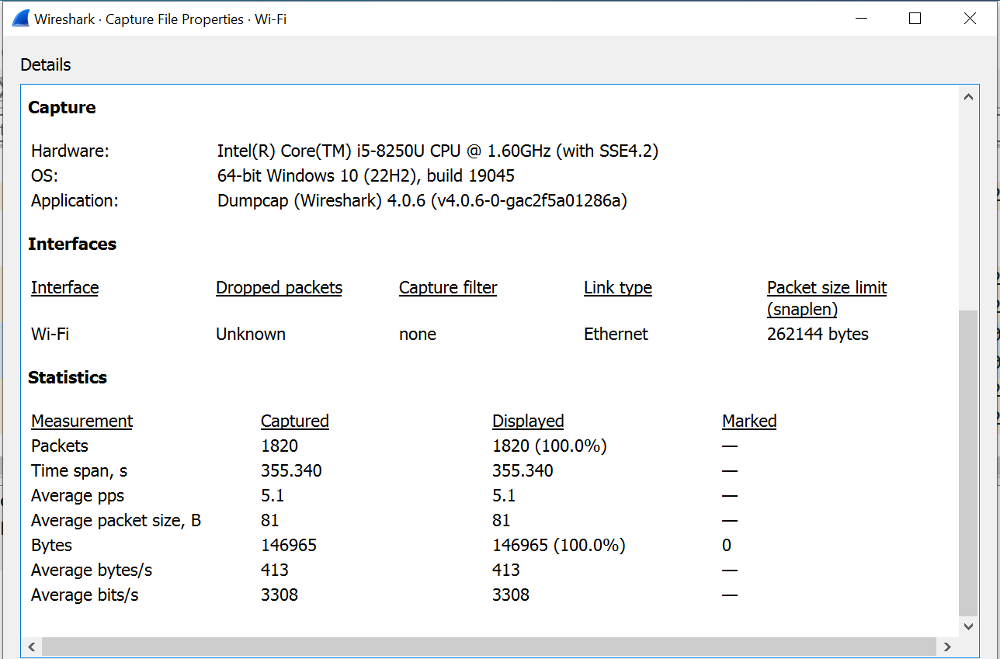 Wireshark · Capture File Properties · Wi-Fi
Details
Capture
Hardware: Intel(R) Core(TM) i5-8250U CPU @ 1.60GHz (with SSE4.2)
OS: 64-bit Windows 10 (22H2), build 19045
Application: Dumpcap (Wireshark) 4.0.6 (v4.0.6-0-gac2f5a01286a)
Interfaces
Interface Dropped packets Capture filter Link type Packet size limit
(snaplen)
Wi-Fi Unknown none Ethernet 262144 bytes
Statistics
Measurement Captured Displayed Marked
Packets 1820 1820 (100.0%) —
Time span, s 355.340 355.340 —
Average pps 5.1 5.1 —
Average packet size, B 81 81 —
Bytes 146965 146965 (100.0%) 0
Average bytes/s 413 413 —
Average bits/s 3308 3308 —